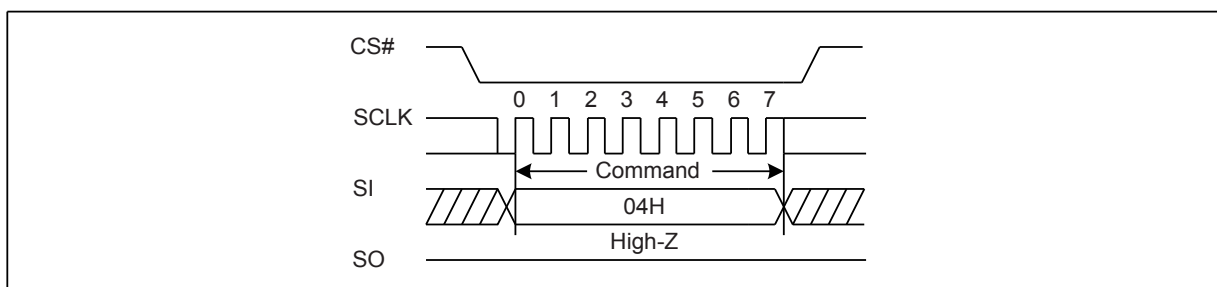 CS#
0 1 2 3 4 5 6 7
SCLK
Command
SI
04H
High-Z
SO